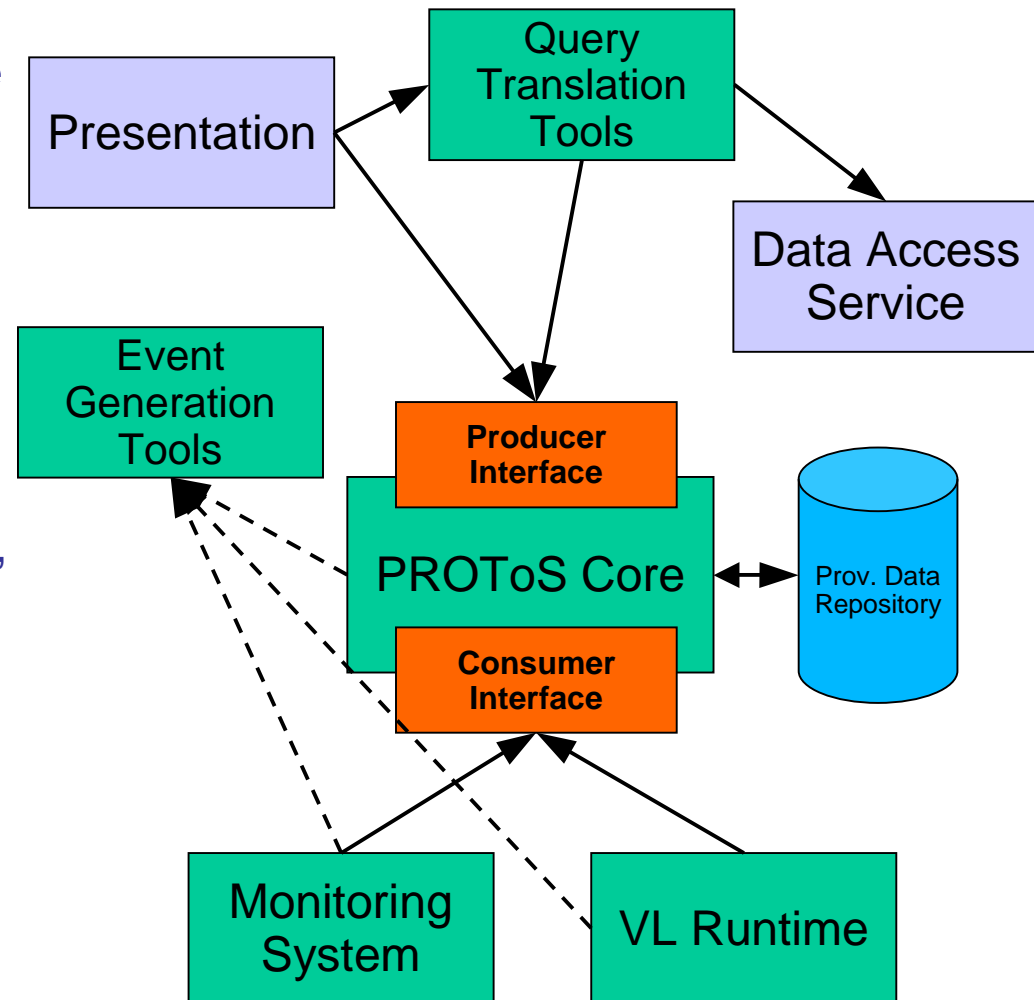 Query
Translation
Tools
Presentation
Data Access
Service
Event
Generation
Tools
Producer
Interface
PROToS Core
Prov. Data
Repository
Consumer
Interface
Monitoring
System
VL Runtime